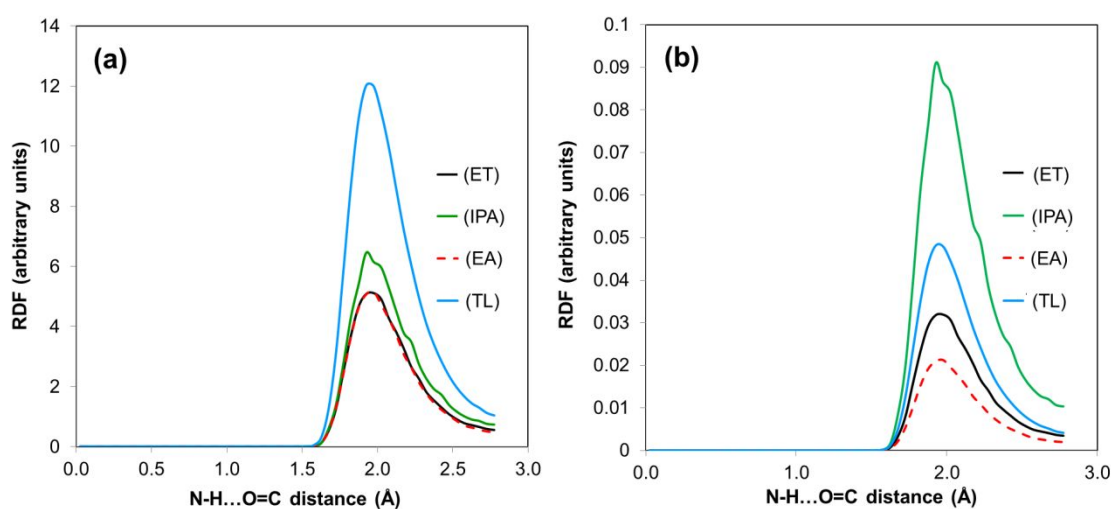 (a)
RDF (arbitrary units)
14
12
10
8
6
4
2
0
0.0 0.5 1.0 1.5 2.0 2.5 3.0
N-H...O=C distance (Å)
(ET)
(IPA)
(EA)
(TL)
(b)
RDF (arbitrary units)
0.1
0.09
0.08
0.07
0.06
0.05
0.04
0.03
0.02
0.01
0
0.0 1.0 2.0 3.0
N-H...O=C distance (Å)
(ET)
(IPA)
(EA)
(TL)